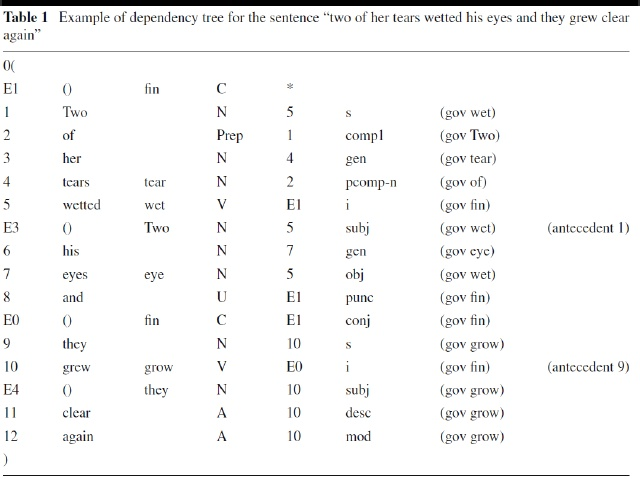 Table 1 Example of dependency tree for the sentence “two of her tears wetted his eyes and they grew clear
again”
0(
E1 () fin C *
1 Two N 5 s (gov wet)
2 of Prep 1 comp1 (gov Two)
3 her N 4 gen (gov tear)
4 tears tear N 2 pcomp-n (gov of)
5 wetted wet V E1 i (gov fin)
E3 () Two N 5 subj (gov wet) (antecedent 1)
6 his N 7 gen (gov eye)
7 eyes eye N 5 obj (gov wet)
8 and U E1 punc (gov fin)
E0 () fin C E1 conj (gov fin)
9 they N 10 s (gov grow)
10 grew grow V E0 i (gov fin) (antecedent 9)
E4 () they N 10 subj (gov grow)
11 clear A 10 desc (gov grow)
12 again A 10 mod (gov grow)
)